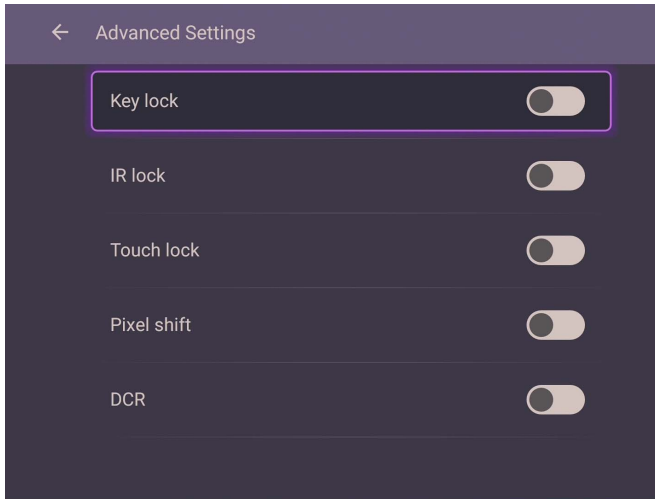 Advanced Settings
Key lock
IR lock
Touch lock
Pixel shift
DCR